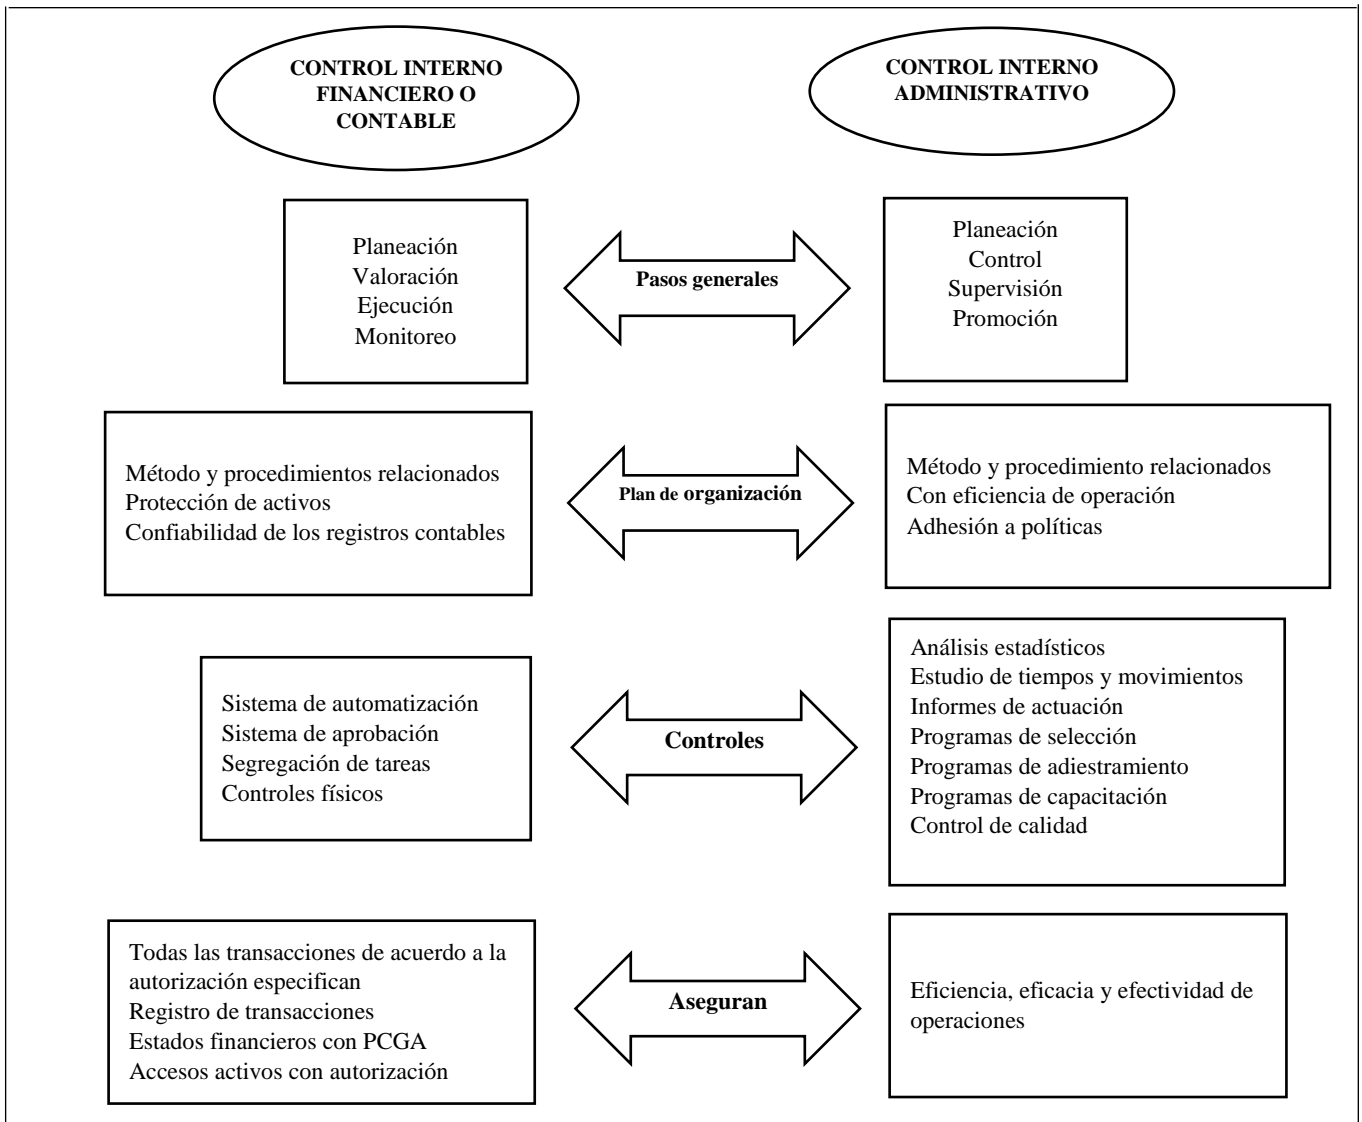 CONTROL INTERNO
FINANCIERO O
CONTABLE
CONTROL INTERNO
ADMINISTRATIVO
Planeación
Valoración
Ejecución
Monitoreo
Pasos generales
Planeación
Control
Supervisión
Promoción
Método y procedimientos relacionados
Protección de activos
Confiabilidad de los registros contables
Plan de organización
Método y procedimiento relacionados
Con eficiencia de operación
Adhesión a políticas
Sistema de automatización
Sistema de aprobación
Segregación de tareas
Controles físicos
Controles
Análisis estadísticos
Estudio de tiempos y movimientos
Informes de actuación
Programas de selección
Programas de adiestramiento
Programas de capacitación
Control de calidad
Todas las transacciones de acuerdo a la
autorización especifican
Registro de transacciones
Estados financieros con PCGA
Accesos activos con autorización
Aseguran
Eficiencia, eficacia y efectividad de
operaciones